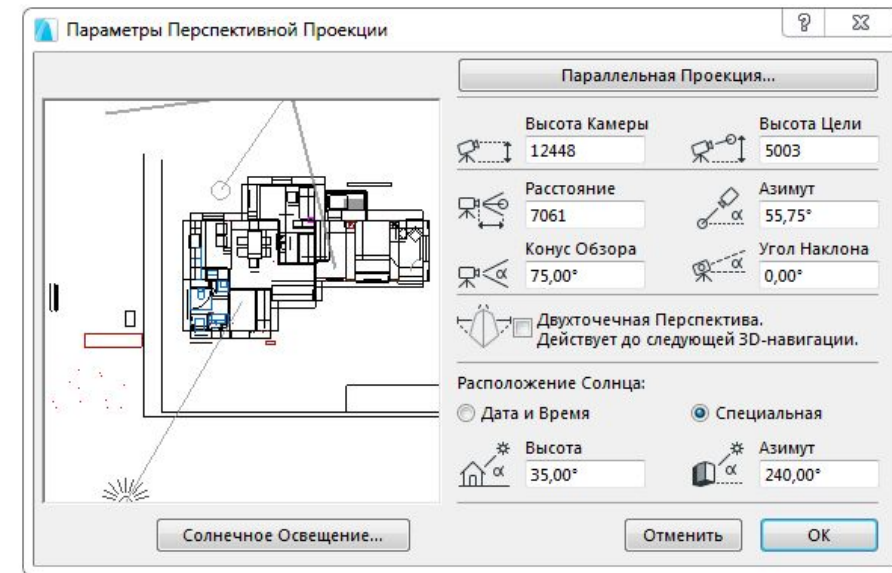 Параметры Перспективной Проекции
Параллельная Проекция...
Высота Камеры
Высота Цели
12448
5003
Расстояние
Азимут
7061
55,75°
α
Конус Обзора
Угол Наклона
75,00°
0,00°
α
α
Двухточечная Перспектива.
Действует до следующей 3D-навигации.
Расположение Солнца:
Дата и Время
Специальная
Высота
Азимут
35,00°
240,00°
α
α
Солнечное Освещение...
Отменить
OK